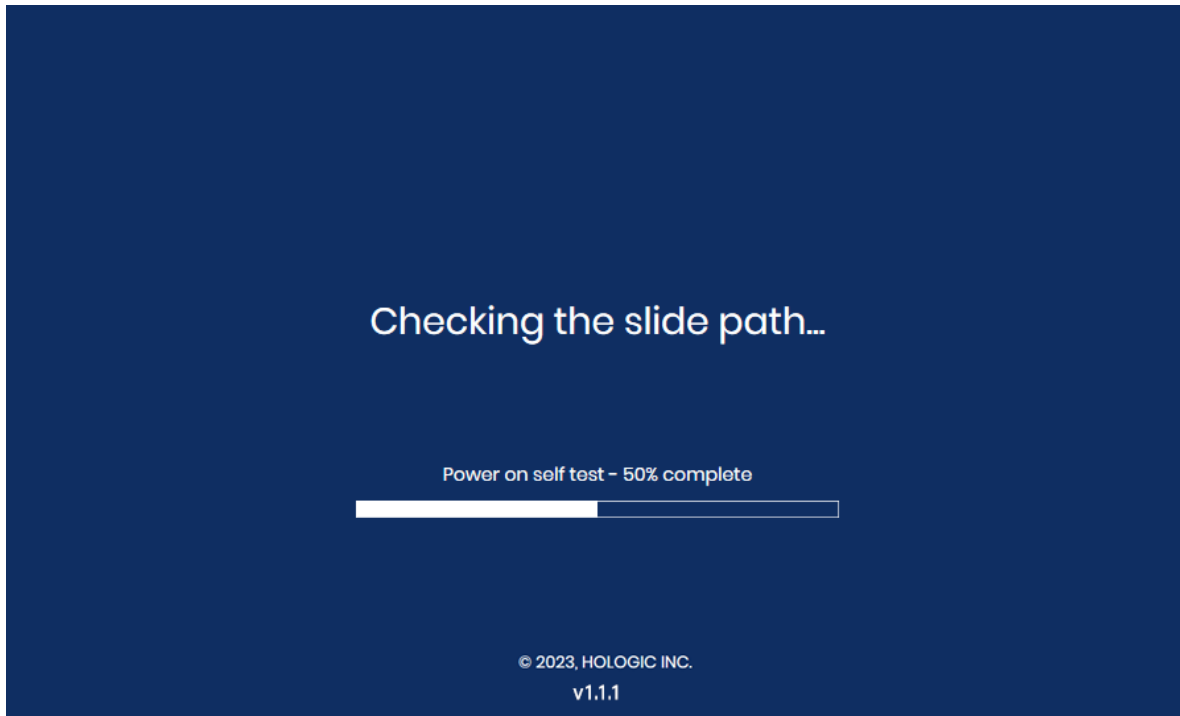 Checking the slide path...
Power on self test - 50% complete
© 2023, HOLOGIC INC.
v1.1.1